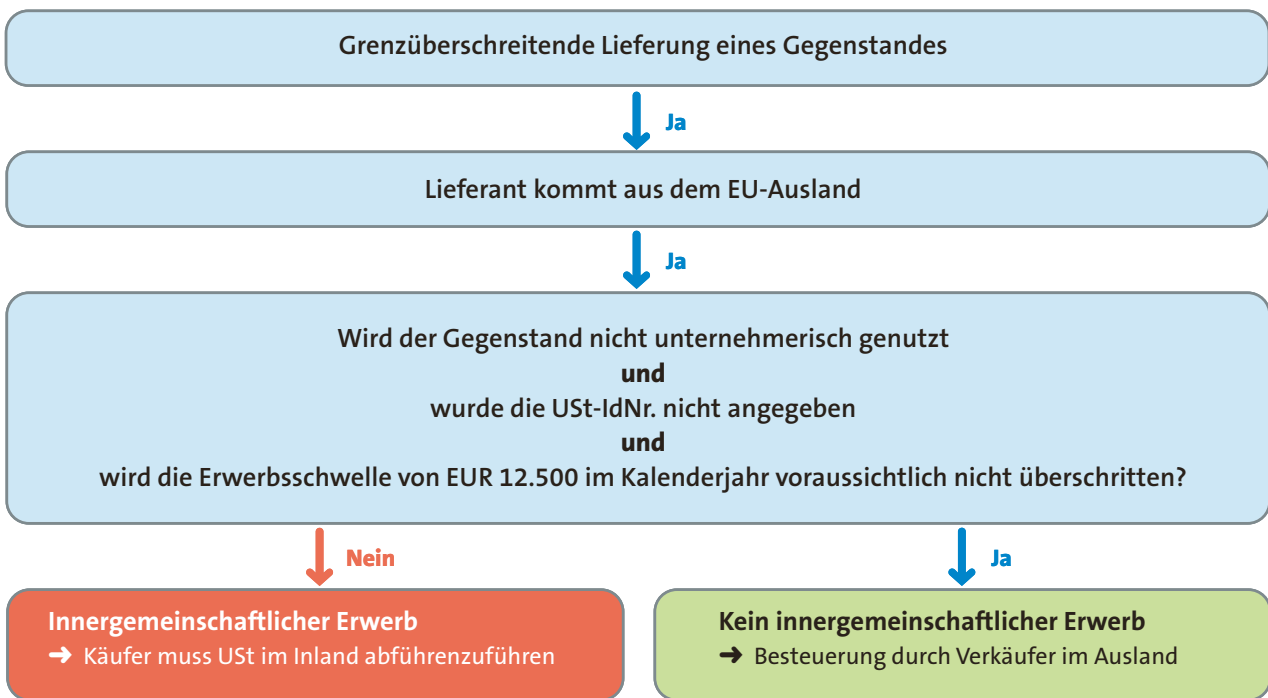 Grenzüberschreitende Lieferung eines Gegenstandes
Ja
Lieferant kommt aus dem EU-Ausland
Ja
Wird der Gegenstand nicht unternehmerisch genutzt
und
wurde die USt-IdNr. nicht angegeben
und
wird die Erwerbsschwelle von EUR 12.500 im Kalenderjahr voraussichtlich nicht überschritten?
Nein
Ja
Innergemeinschaftlicher Erwerb
➔ Käufer muss USt im Inland abführenzuführen
Kein innergemeinschaftlicher Erwerb
➔ Besteuerung durch Verkäufer im Ausland